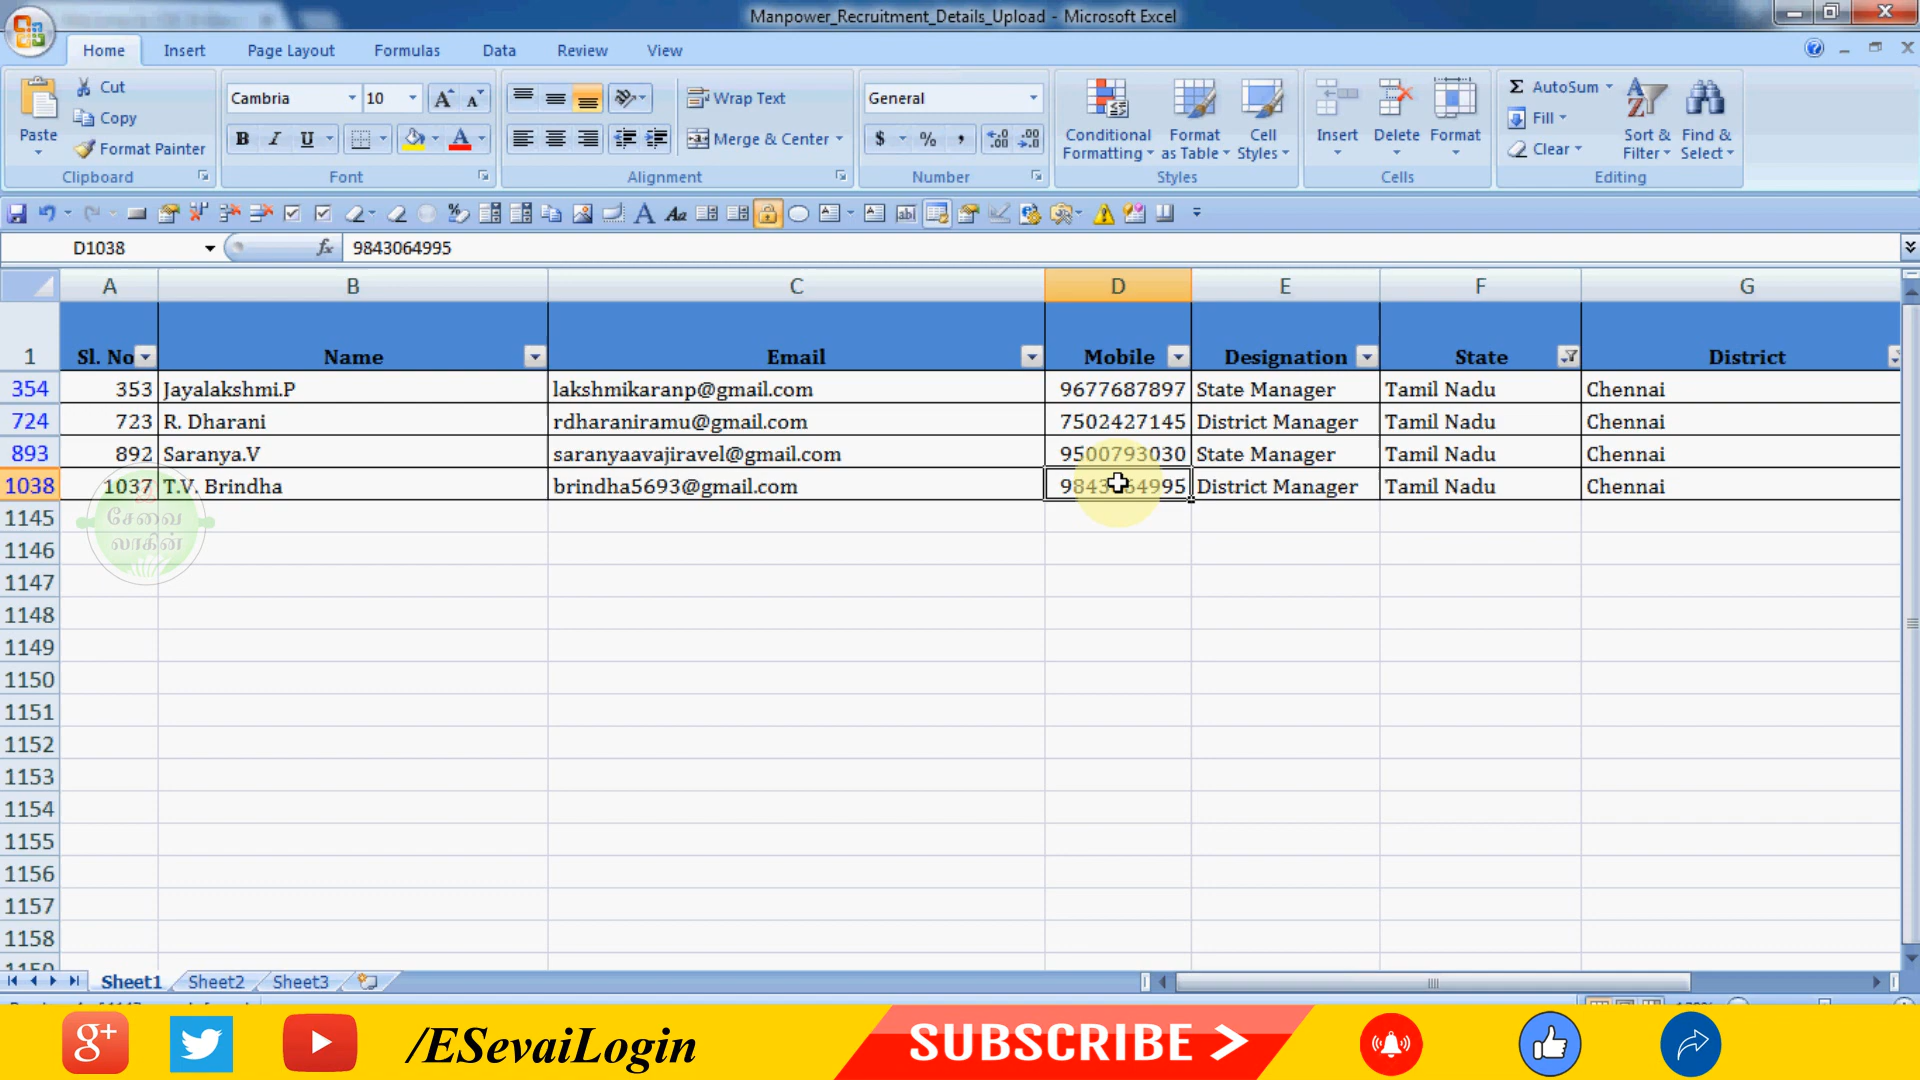 Manpower_Recruitment_Details_Upload - Microsoft Excel
Home Insert Page Layout Formulas Data Review View
Paste Cut Copy Format Painter Clipboard
Cambria 10 B I U Font
Wrap Text Merge & Center Alignment
General $ % , Number
Conditional Formatting Format as Table Cell Styles Styles
Insert Delete Format Cells
Σ AutoSum Fill Clear Sort & Filter Find & Select Editing
D1038 fx 9843064995
A B C D E F G
1 Sl. No Name Email Mobile Designation State District
354 353 Jayalakshmi.P lakshmikaranp@gmail.com 9677687897 State Manager Tamil Nadu Chennai
724 723 R. Dharani rdharaniramu@gmail.com 7502427145 District Manager Tamil Nadu Chennai
893 892 Saranya.V saranyaavajiravel@gmail.com 9500793030 State Manager Tamil Nadu Chennai
1038 1037 T.V. Brindha brindha5693@gmail.com 9843064995 District Manager Tamil Nadu Chennai
சேவை
லாகின்
1145
1146
1147
1148
1149
1150
1151
1152
1153
1154
1155
1156
1157
1158
Sheet1 Sheet2 Sheet3
g+ /ESevaiLogin SUBSCRIBE